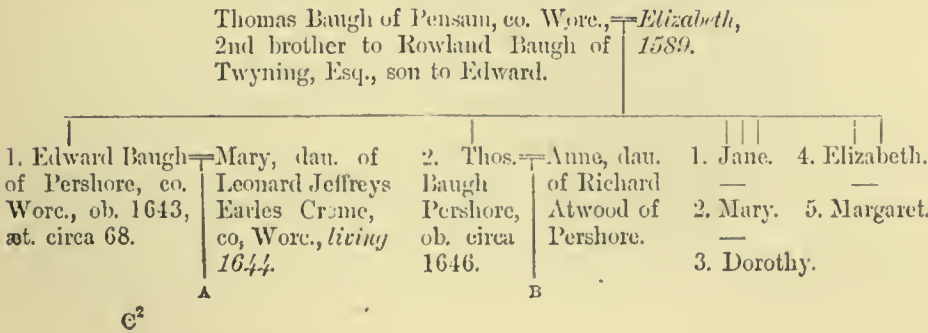 Thomas Baugh of Pensam, co. Worc.,
2nd brother to Rowland Baugh of
Twyning, Esq., son to Edward.
Elizabeth,
1589.
1. Edward Baugh
of Pershore, co.
Worc., ob. 1643,
æt. circa 68.
Mary, dau. of
Leonard Jeffreys
Earles Crome,
co, Worc., living
1644.
2. Thos.
Baugh
Pershore,
ob. circa
1646.
Anne, dau.
of Richard
Atwood of
Pershore.
1. Jane.
—
2. Mary.
—
3. Dorothy.
4. Elizabeth.
—
5. Margaret.
A
B
C²